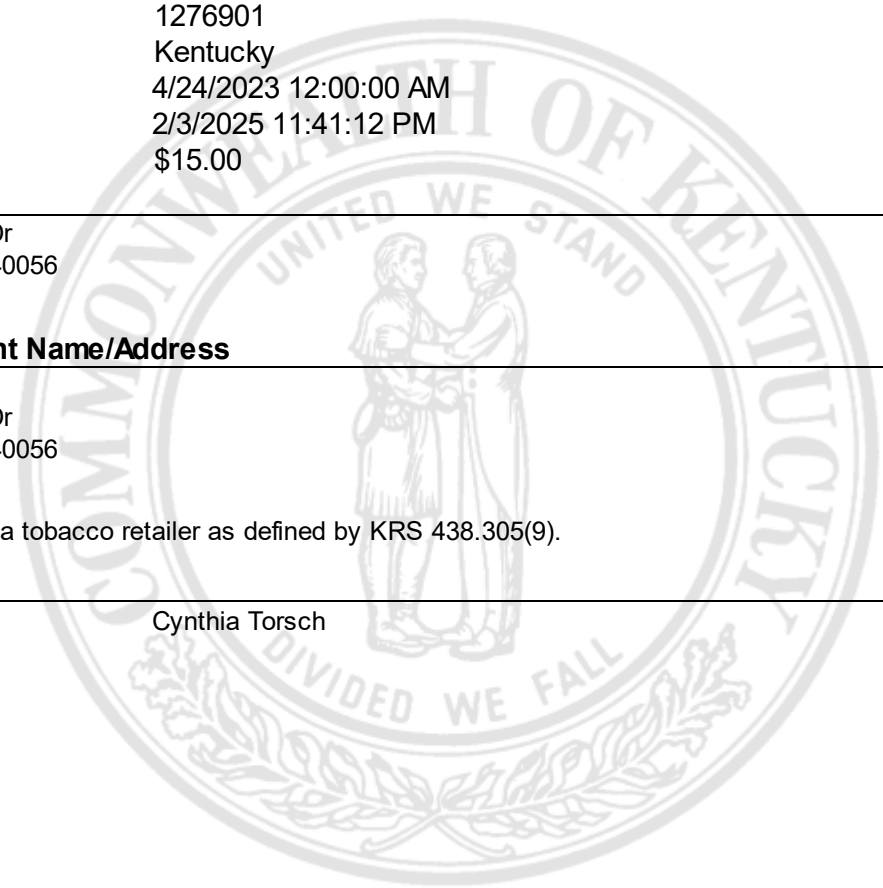 1276901
Kentucky
4/24/2023 12:00:00 AM
2/3/2025 11:41:12 PM
$15.00
Dr
40056
nt Name/Address
Dr
40056
a tobacco retailer as defined by KRS 438.305(9).
Cynthia Torsch
COMMONWEALTH OF KENTUCKY
UNITED WE STAND
DIVIDED WE FALL